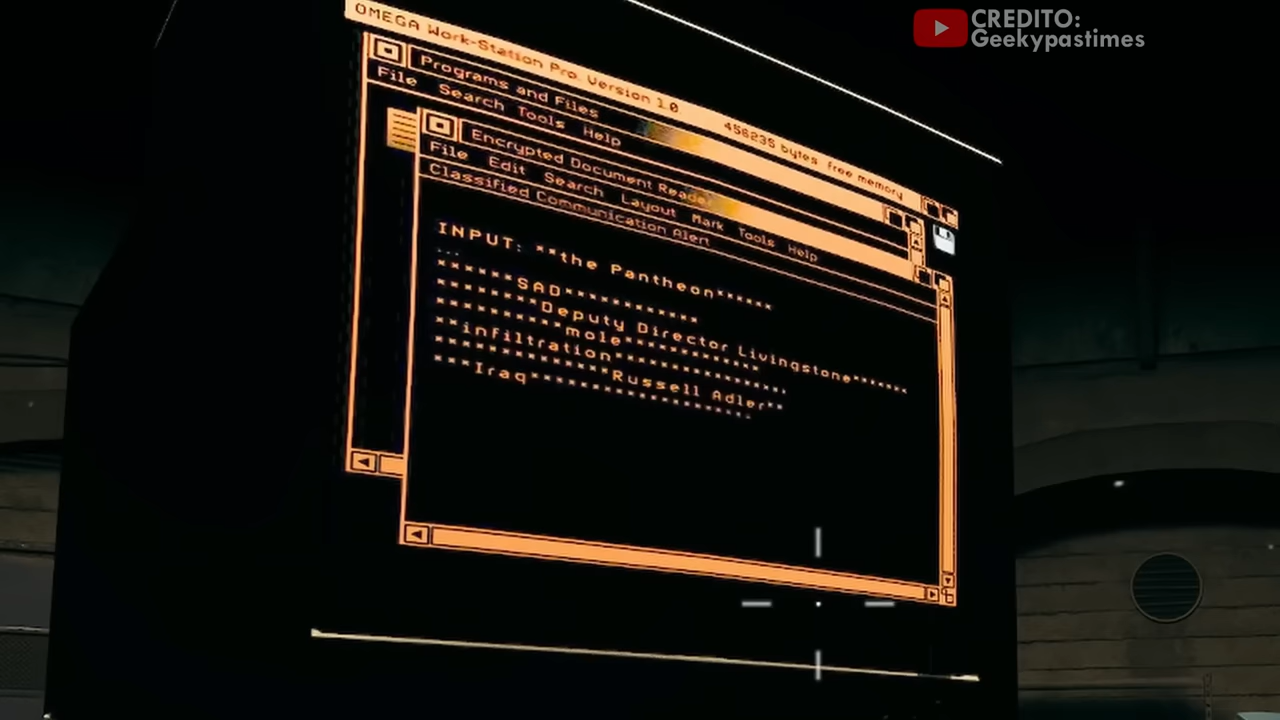 CREDITO:
Geekypastimes
OMEGA Work-Station Pro. Version 1.0 456235 bytes free memory
Programs and Files
File Search Tools Help
Encrypted Document Reader
File Edit Search Layout Mark Tools Help
Classified Communication Alert
INPUT: **the Pantheon******
...
******SAD***********
********Deputy Director Livingstone*******
**********mole*************
**infiltration****************
*************Russell Adler**
***Iraq*********************